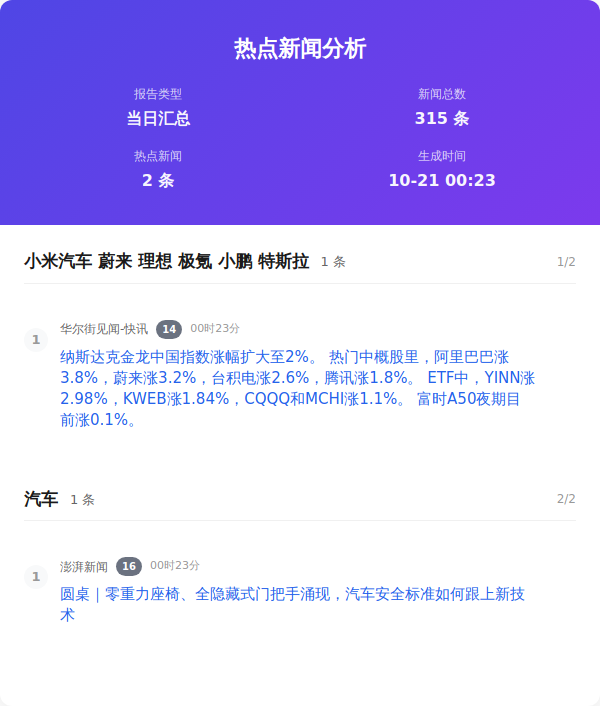 热点新闻分析
报告类型
新闻总数
当日汇总
315 条
热点新闻
生成时间
2 条
10-21 00:23
小米汽车 蔚来 理想 极氪 小鹏 特斯拉 1 条 1/2
1
华尔街见闻-快讯 14 00时23分
纳斯达克金龙中国指数涨幅扩大至2%。 热门中概股里，阿里巴巴涨
3.8%，蔚来涨3.2%，台积电涨2.6%，腾讯涨1.8%。 ETF中，YINN涨
2.98%，KWEB涨1.84%，CQQQ和MCHI涨1.1%。 富时A50夜期目
前涨0.1%。
汽车 1 条 2/2
1
澎湃新闻 16 00时23分
圆桌｜零重力座椅、全隐藏式门把手涌现，汽车安全标准如何跟上新技
术